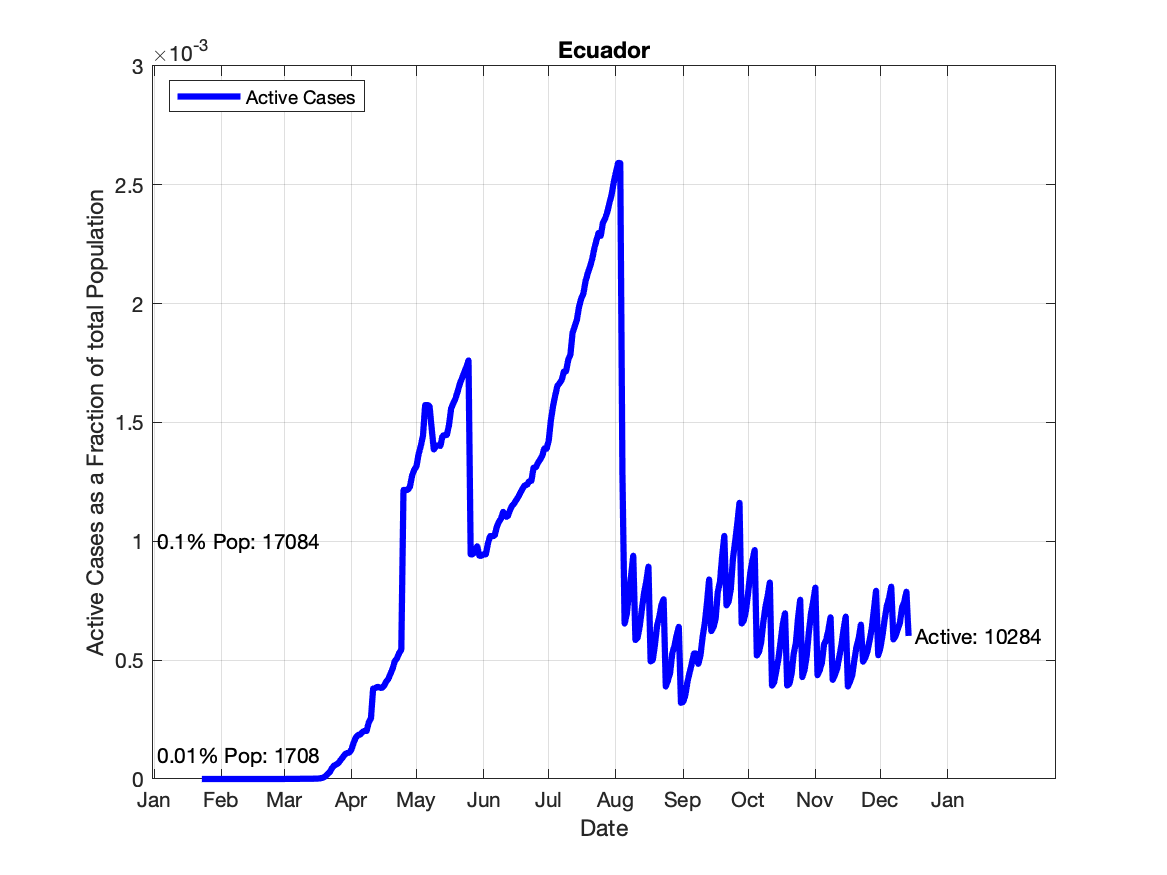 Ecuador
×10-3
Active Cases
3
2.5
2
1.5
1
0.5
0
Active Cases as a Fraction of total Population
0.1% Pop: 17084
0.01% Pop: 1708
Active: 10284
Jan Feb Mar Apr May Jun Jul Aug Sep Oct Nov Dec Jan
Date